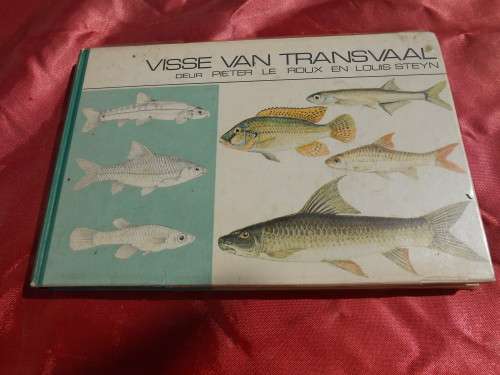 VISSE VAN TRANSVAAL
DEUR PIETER LE ROUX EN LOUIS STEYN